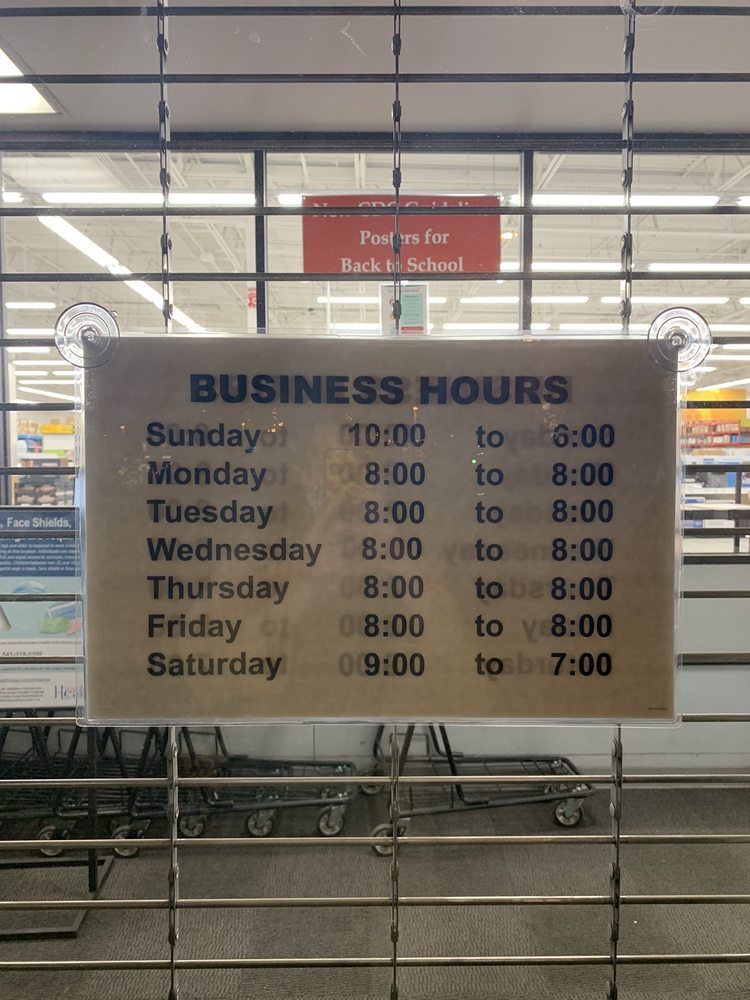 Posters for
Back to School
BUSINESS HOURS
Sunday 10:00 to 6:00
Monday 8:00 to 8:00
Tuesday 8:00 to 8:00
Wednesday 8:00 to 8:00
Thursday 8:00 to 8:00
Friday 8:00 to 8:00
Saturday 9:00 to 7:00
, Face Shields,